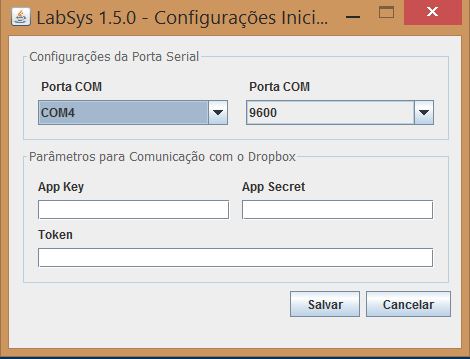 LabSys 1.5.0 - Configurações Inici...
Configurações da Porta Serial
Porta COM Porta COM
COM4 9600
Parâmetros para Comunicação com o Dropbox
App Key App Secret
Token
Salvar Cancelar